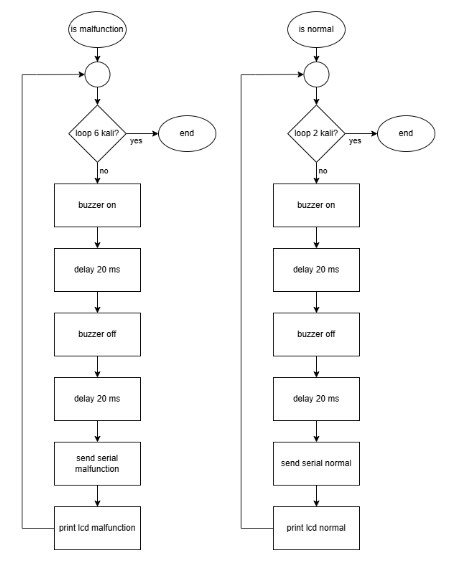 is malfunction
loop 6 kali?
yes
end
no
buzzer on
delay 20 ms
buzzer off
delay 20 ms
send serial
malfunction
print lcd malfunction
is normal
loop 2 kali?
yes
end
no
buzzer on
delay 20 ms
buzzer off
delay 20 ms
send serial normal
print lcd normal